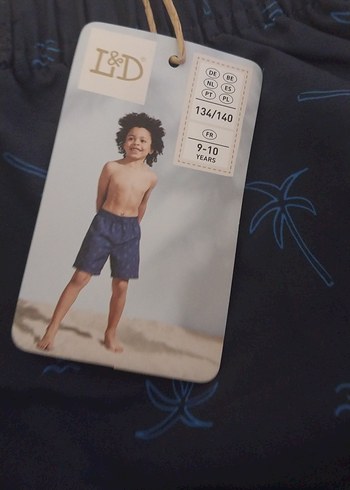 L&D®
DE BE
NL ES
PT PL
134/140
FR
9-10
YEARS